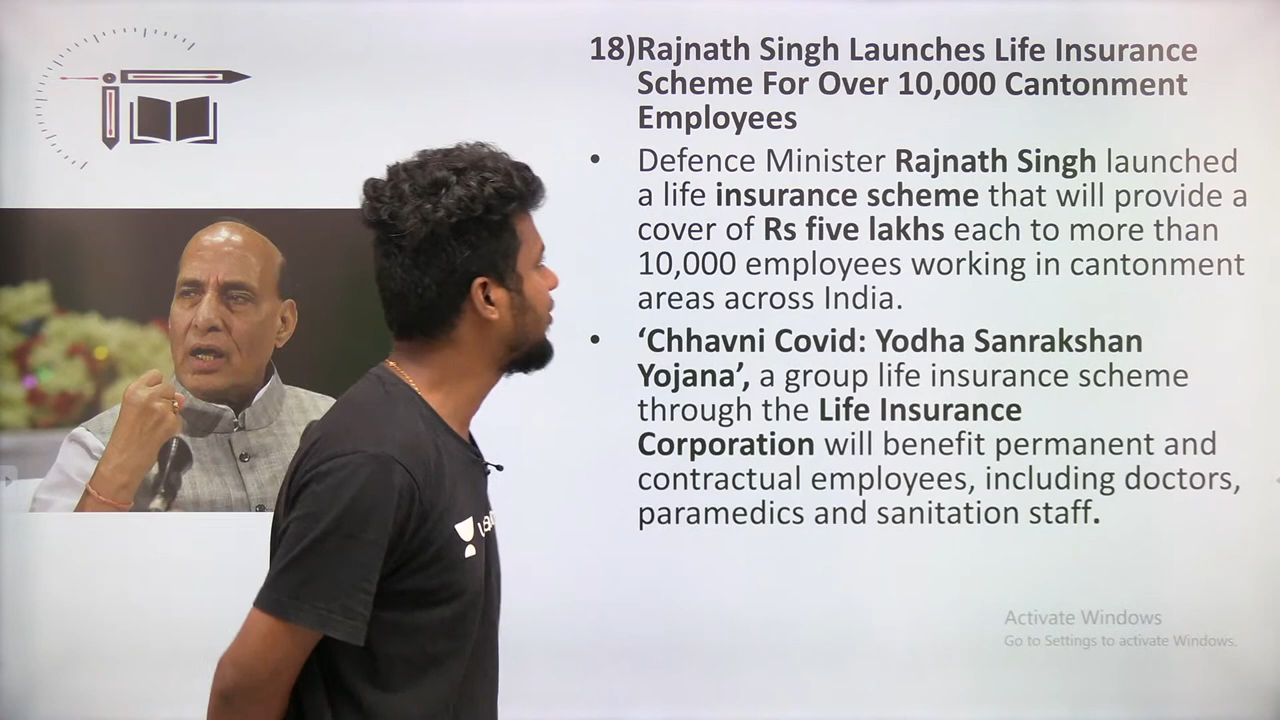 18)Rajnath Singh Launches Life Insurance
Scheme For Over 10,000 Cantonment
Employees
• Defence Minister Rajnath Singh launched
a life insurance scheme that will provide a
cover of Rs five lakhs each to more than
10,000 employees working in cantonment
areas across India.
• ‘Chhavni Covid: Yodha Sanrakshan
Yojana’, a group life insurance scheme
through the Life Insurance
Corporation will benefit permanent and
contractual employees, including doctors,
paramedics and sanitation staff.
Activate Windows
Go to Settings to activate Windows.